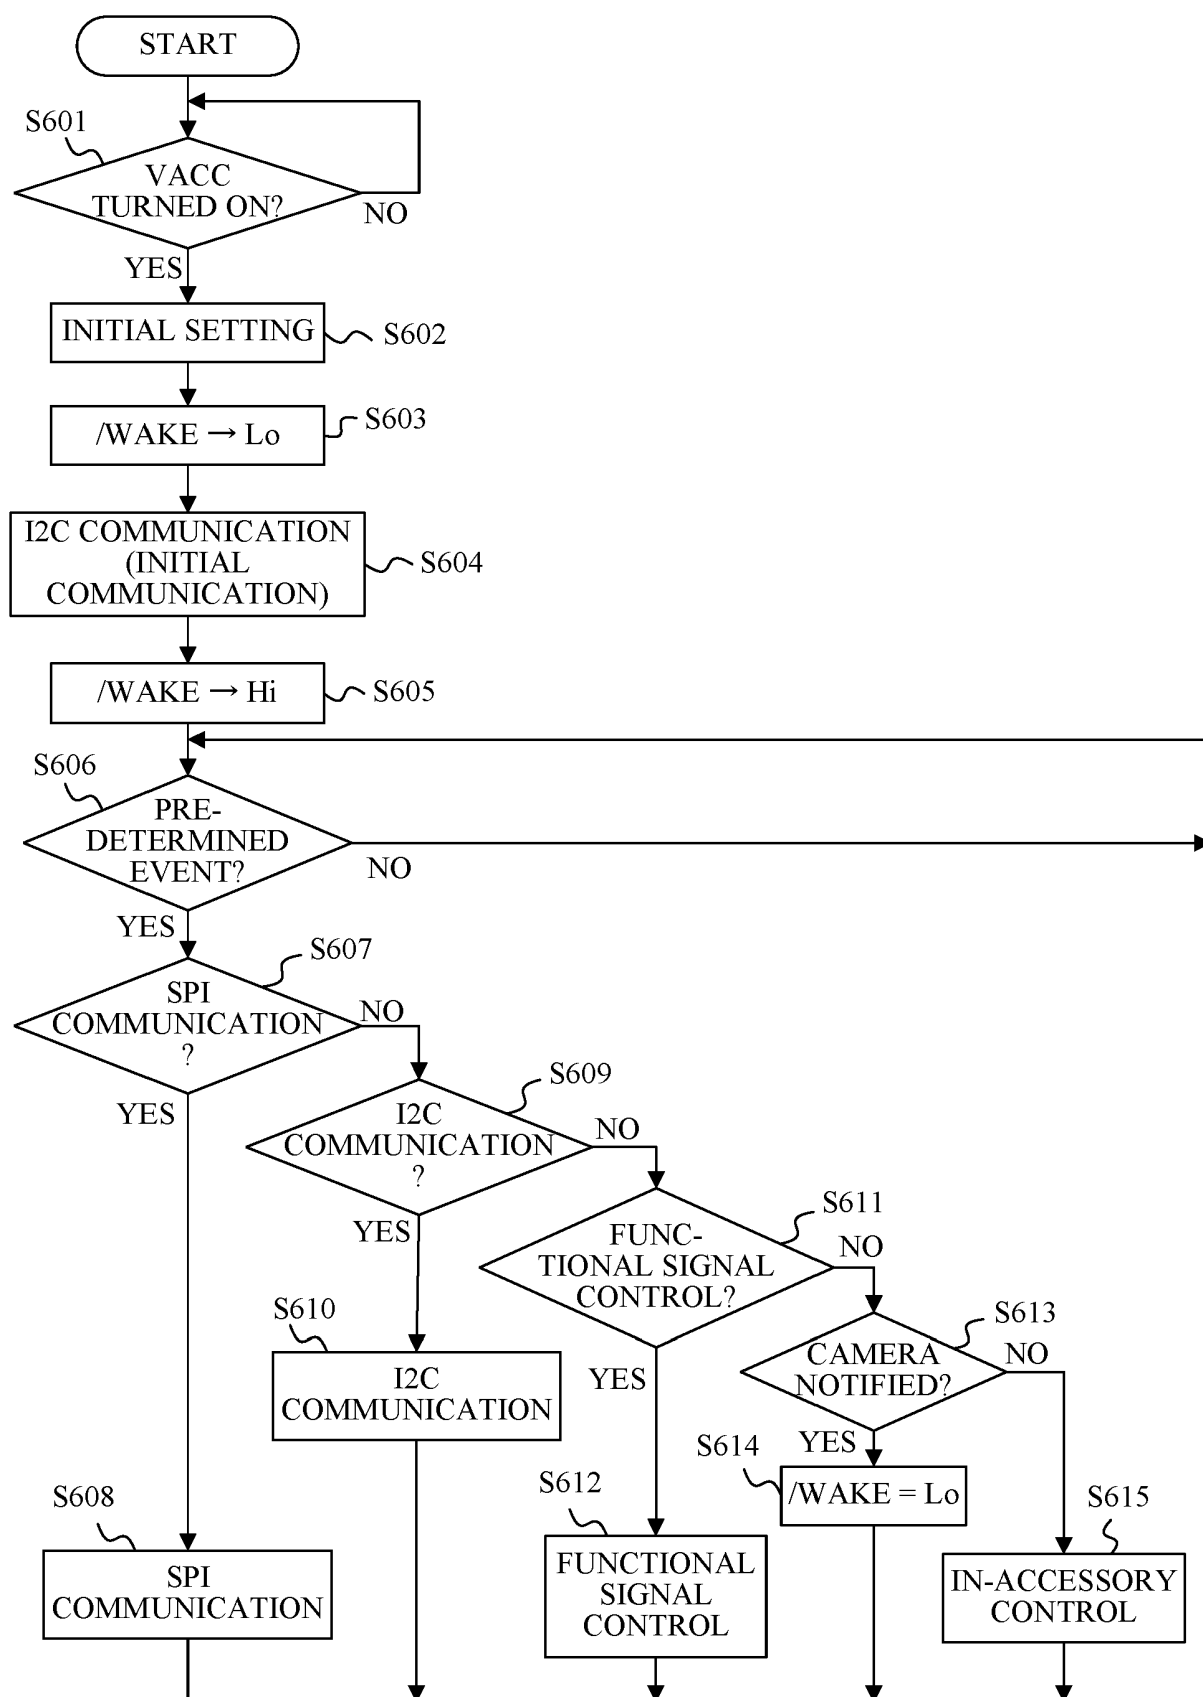 START
S601
VACC
TURNED ON?
NO
YES
INITIAL SETTING
S602
/WAKE → Lo
S603
I2C COMMUNICATION
(INITIAL
COMMUNICATION)
S604
/WAKE → Hi
S605
S606
PRE-
DETERMINED
EVENT?
NO
YES
S607
SPI
COMMUNICATION
?
NO
YES
S609
I2C
COMMUNICATION
?
NO
YES
S611
FUNC-
TIONAL SIGNAL
CONTROL?
NO
YES
S610
I2C
COMMUNICATION
S613
CAMERA
NOTIFIED?
NO
YES
S614
/WAKE = Lo
S608
SPI
COMMUNICATION
S612
FUNCTIONAL
SIGNAL
CONTROL
S615
IN-ACCESSORY
CONTROL